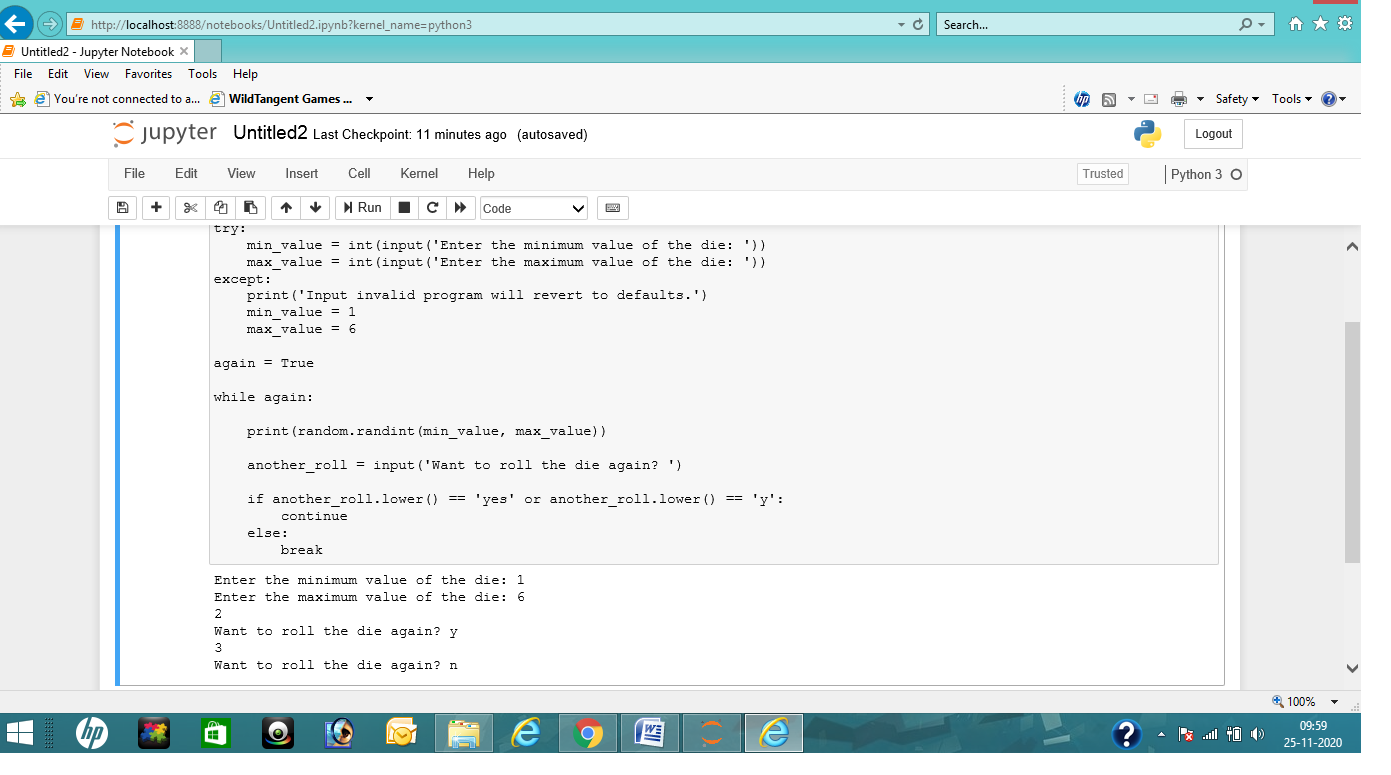 http://localhost:8888/notebooks/Untitled2.ipynb?kernel_name=python3
Search...
Untitled2 - Jupyter Notebook
File Edit View Favorites Tools Help
You're not connected to a... WildTangent Games ... Safety Tools
jupyter Untitled2 Last Checkpoint: 11 minutes ago (autosaved) Logout
File Edit View Insert Cell Kernel Help Trusted Python 3
Run Code
try:
    min_value = int(input('Enter the minimum value of the die: '))
    max_value = int(input('Enter the maximum value of the die: '))
except:
    print('Input invalid program will revert to defaults.')
    min_value = 1
    max_value = 6
again = True
while again:
    print(random.randint(min_value, max_value))
    another_roll = input('Want to roll the die again? ')
    if another_roll.lower() == 'yes' or another_roll.lower() == 'y':
        continue
    else:
        break
Enter the minimum value of the die: 1
Enter the maximum value of the die: 6
2
Want to roll the die again? y
3
Want to roll the die again? n
100%
09:59
25-11-2020